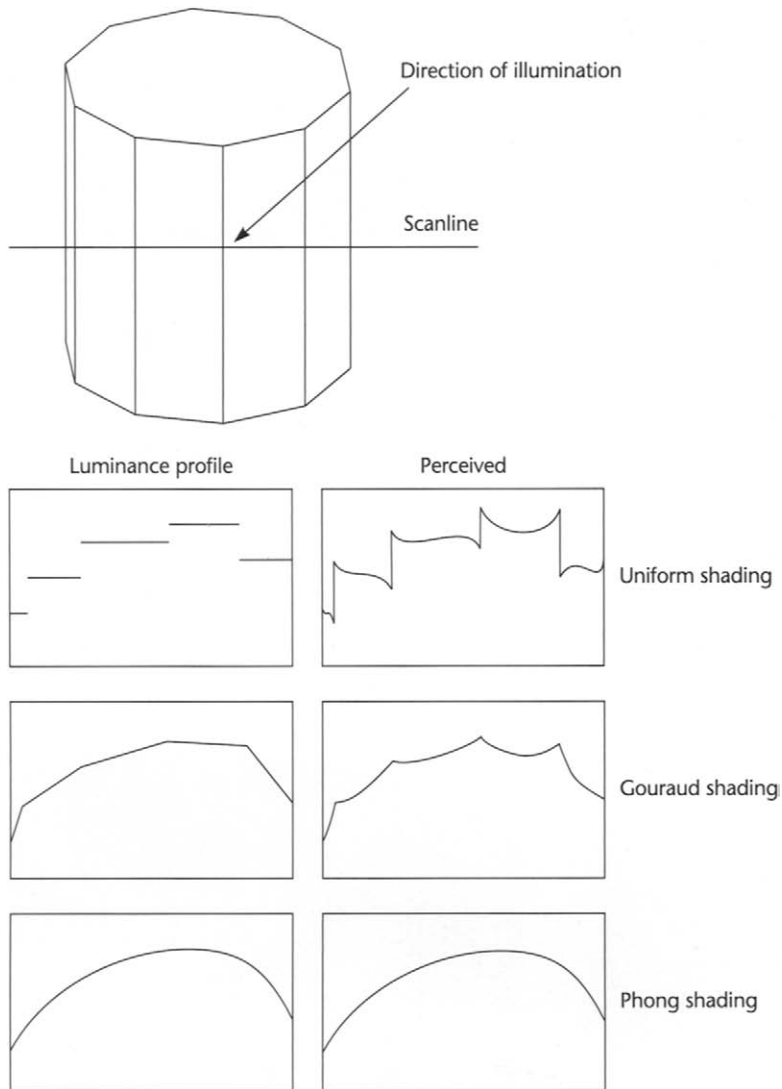 Direction of illumination
Scanline
Luminance profile
Perceived
Uniform shading
Gouraud shading
Phong shading